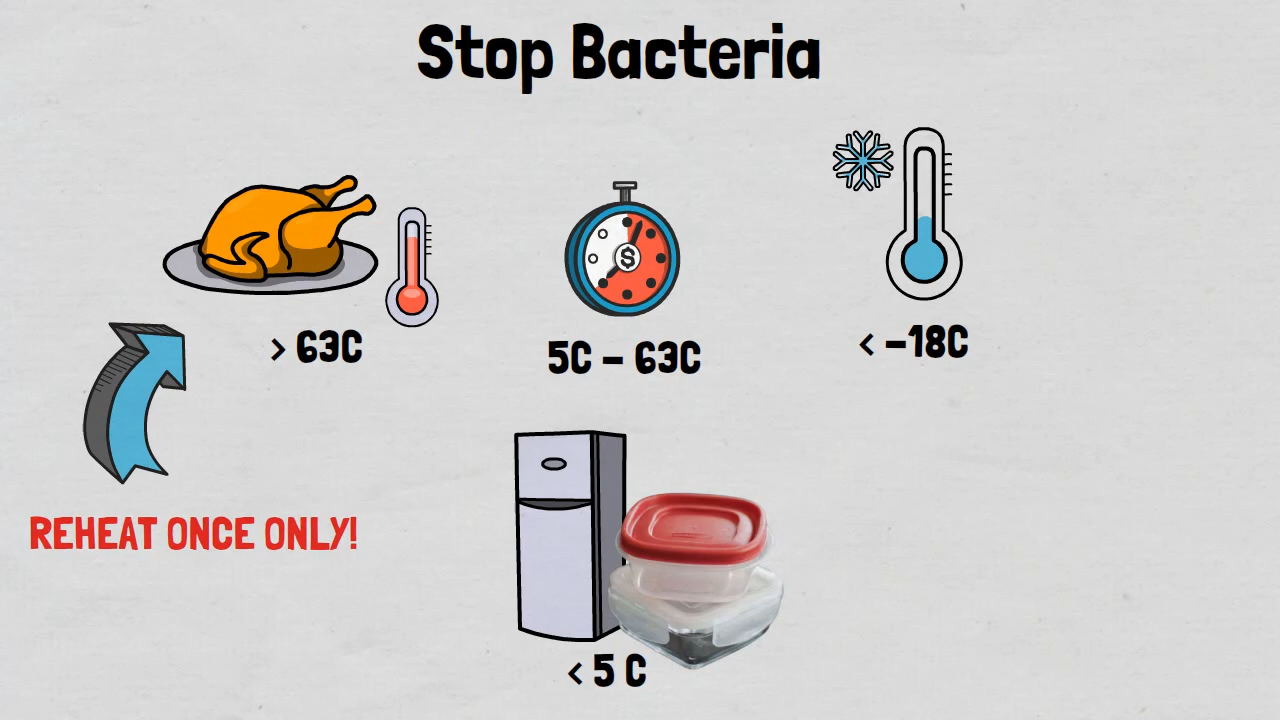 Stop Bacteria
> 63C
5C – 63C
< –18C
REHEAT ONCE ONLY!
$
< 5 C